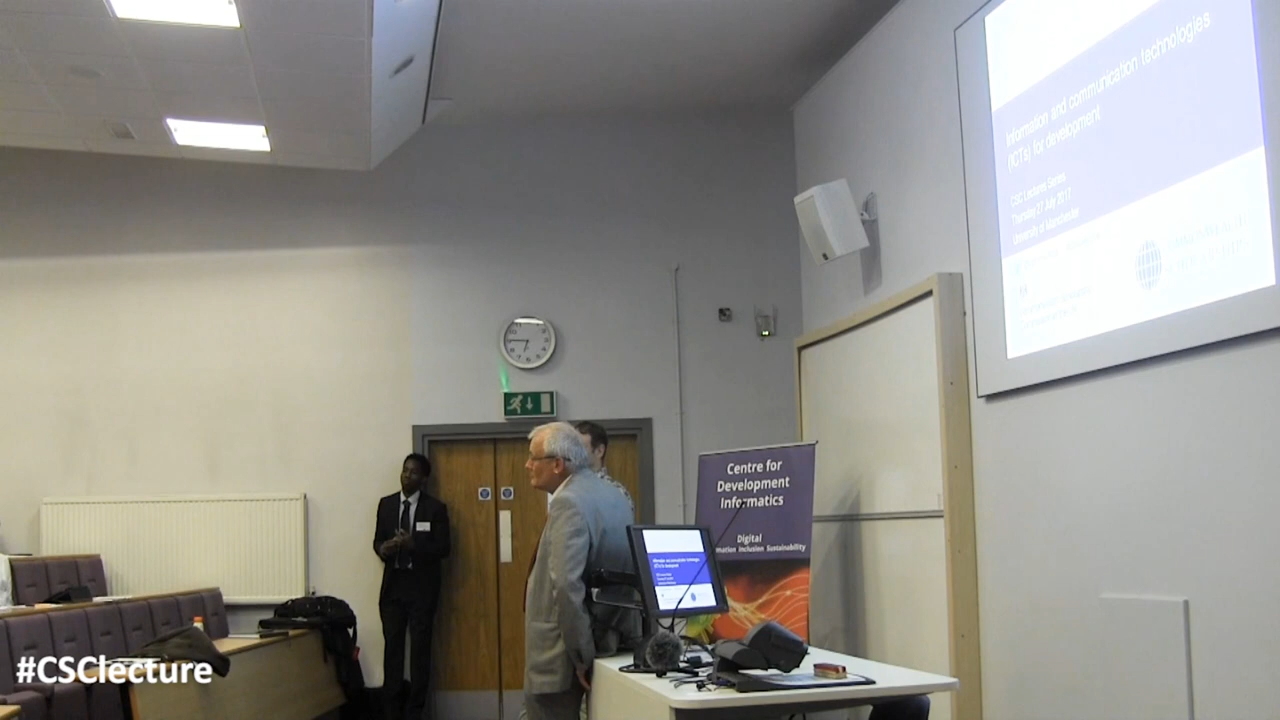 Information and communication technologies
(ICTs) for development
CSC Lectures Series
Thursday 27 July 2017
University of Manchester
Centre for
Development
Informatics
Digital
mation Inclusion Sustainability
#CSClecture